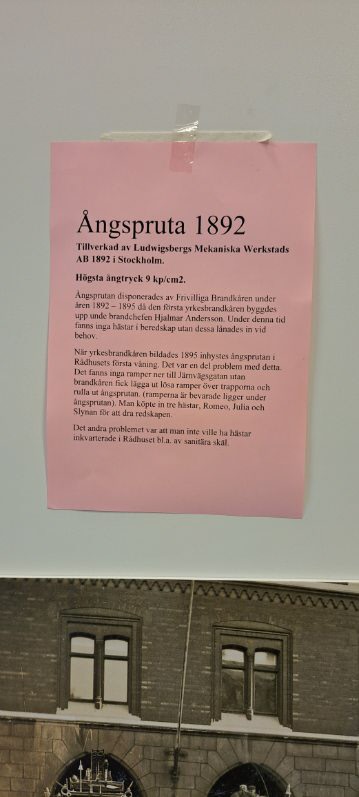 Ångspruta 1892
Tillverkad av Ludwigsbergs Mekaniska Werkstads
AB 1892 i Stockholm.
Högsta ångtryck 9 kp/cm2.
Ångsprutan disponerades av Frivilliga Brandkåren under
åren 1892 – 1895 då den första yrkesbrandkåren byggdes
upp unde brandchefen Hjalmar Andersson. Under denna tid
fanns inga hästar i beredskap utan dessa lånades in vid
behov.
När yrkesbrandkåren bildades 1895 inhystes ångsprutan i
Rådhusets första våning. Det var en del problem med detta.
Det fanns inga ramper ner till Järnvägsgatan utan
brandkåren fick lägga ut lösa ramper över trapporna och
rulla ut ångsprutan. (ramperna är bevarade ligger under
ångsprutan). Man köpte in tre hästar, Romeo, Julia och
Slynan för att dra redskapen.
Det andra problemet var att man inte ville ha hästar
inkvarterade i Rådhuset bl.a. av sanitära skäl.